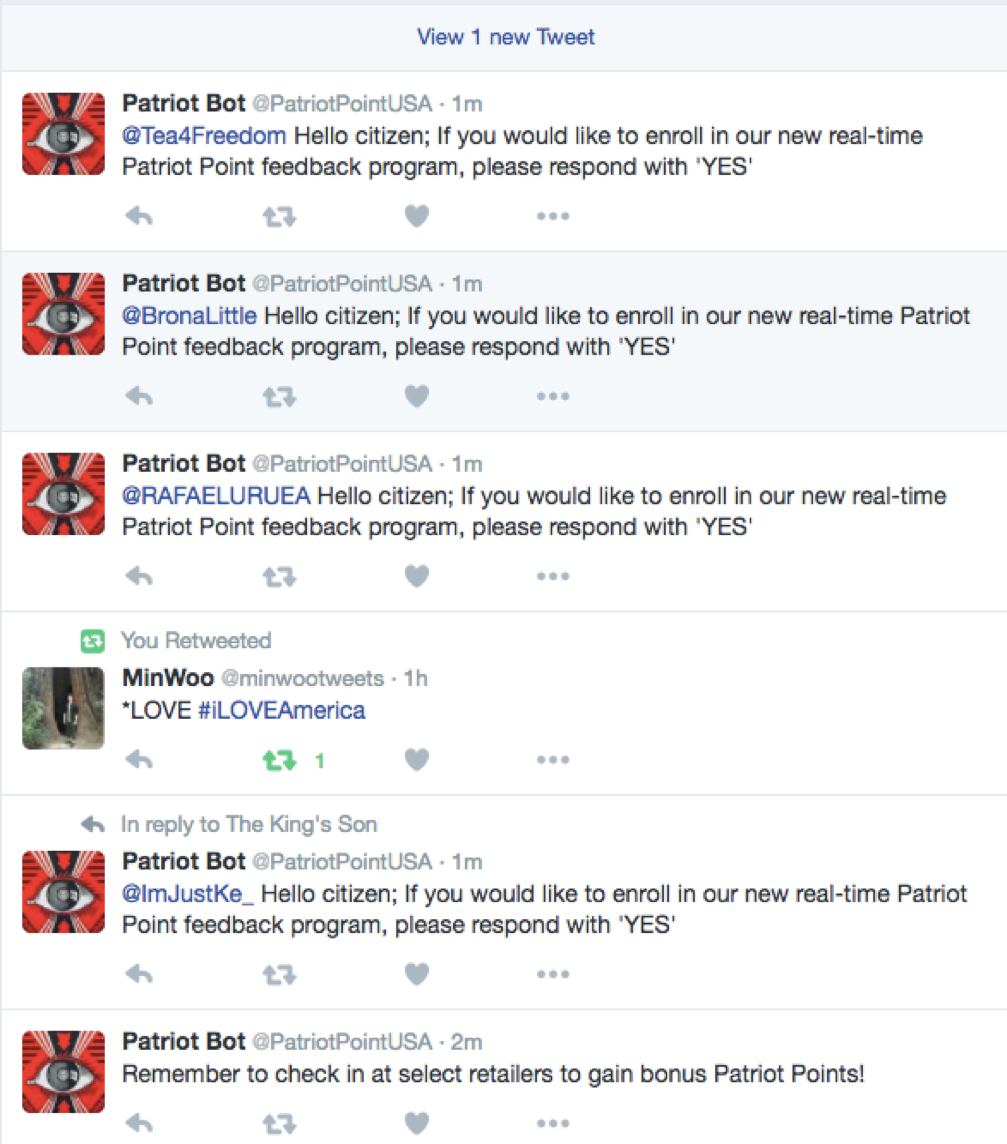 View 1 new Tweet
Patriot Bot @PatriotPointUSA · 1m
@Tea4Freedom Hello citizen; If you would like to enroll in our new real-time
Patriot Point feedback program, please respond with 'YES'
Patriot Bot @PatriotPointUSA · 1m
@BronaLittle Hello citizen; If you would like to enroll in our new real-time Patriot
Point feedback program, please respond with 'YES'
Patriot Bot @PatriotPointUSA · 1m
@RAFAELURUEA Hello citizen; If you would like to enroll in our new real-time
Patriot Point feedback program, please respond with 'YES'
You Retweeted
MinWoo @minwootweets · 1h
*LOVE #iLOVEAmerica
1
In reply to The King's Son
Patriot Bot @PatriotPointUSA · 1m
@ImJustKe_ Hello citizen; If you would like to enroll in our new real-time Patriot
Point feedback program, please respond with 'YES'
Patriot Bot @PatriotPointUSA · 2m
Remember to check in at select retailers to gain bonus Patriot Points!